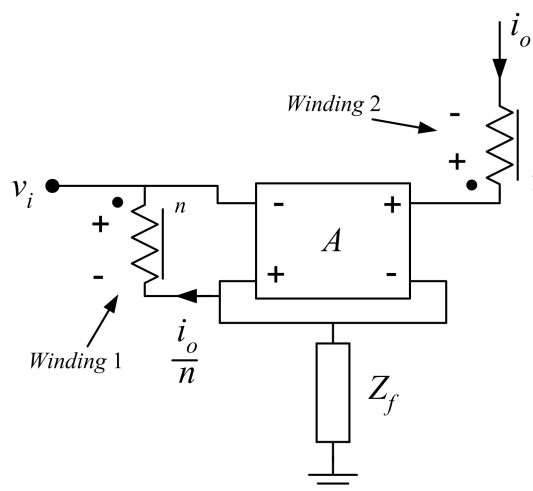 i_o
Winding 2
-
+
v_i
n
- +
A
+ -
+
-
i_o
n
Winding 1
Z_f